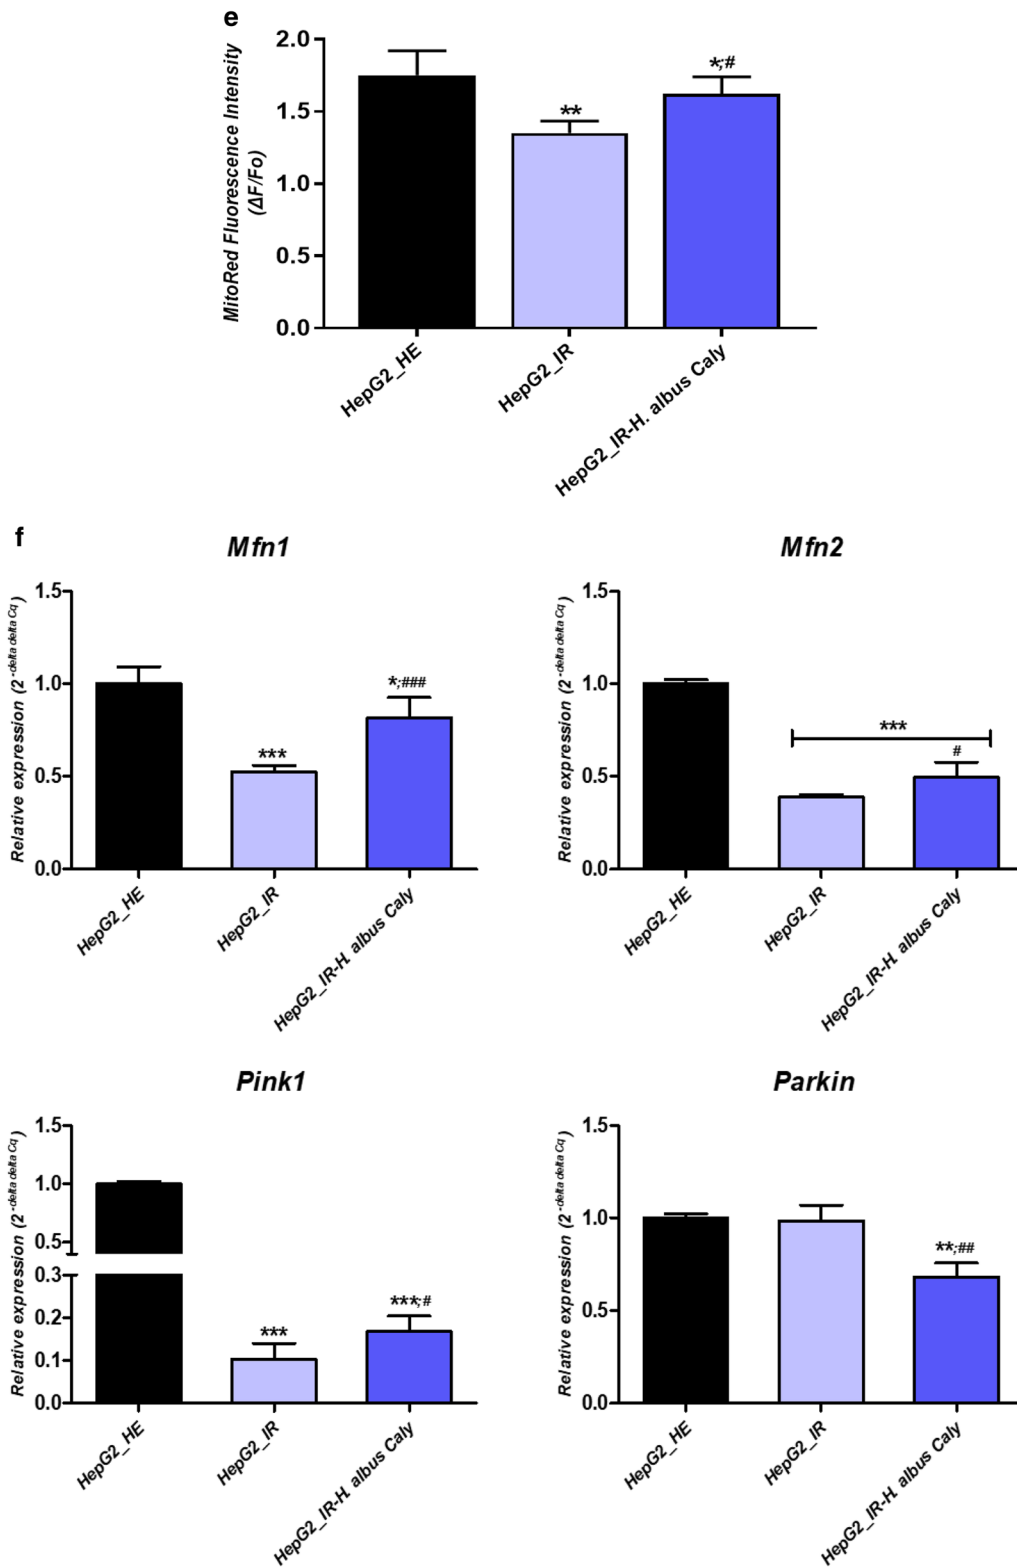 e
MitoRed Fluorescence Intensity
(ΔF/Fo)
2.0
1.5
1.0
0.5
0.0
**
*;#
HepG2_HE
HepG2_IR
HepG2_IR-H. albus Caly
f
Mfn1
Relative expression (2^-delta delta Cq)
1.5
1.0
0.5
0.0
***
*;###
HepG2_HE
HepG2_IR
HepG2_IR-H. albus Caly
Mfn2
Relative expression (2^-delta delta Cq)
1.5
1.0
0.5
0.0
***
#
HepG2_HE
HepG2_IR
HepG2_IR-H. albus Caly
Pink1
Relative expression (2^-delta delta Cq)
1.5
1.0
0.5
0.3
0.2
0.1
0.0
***
***;#
HepG2_HE
HepG2_IR
HepG2_IR-H. albus Caly
Parkin
Relative expression (2^-delta delta Cq)
1.5
1.0
0.5
0.0
**;##
HepG2_HE
HepG2_IR
HepG2_IR-H. albus Caly